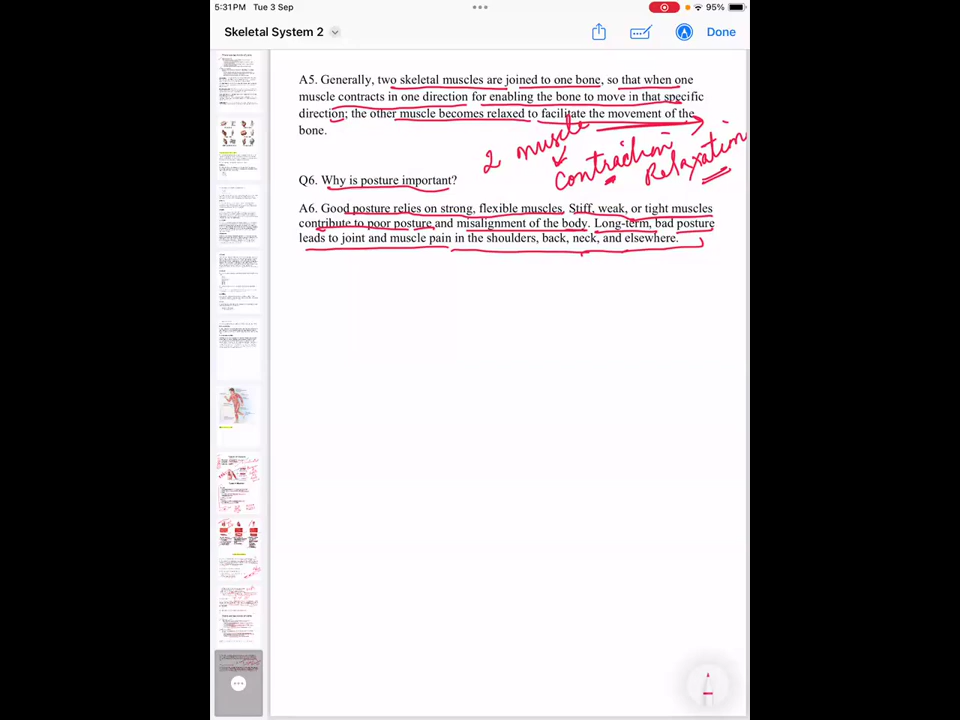 5:31 PM Tue 3 Sep
95%
Skeletal System 2
Done
A5. Generally, two skeletal muscles are joined to one bone, so that when one
muscle contracts in one direction for enabling the bone to move in that specific
direction; the other muscle becomes relaxed to facilitate the movement of the
bone.
2 muscle
Contraction
Relaxation
Q6. Why is posture important?
A6. Good posture relies on strong, flexible muscles. Stiff, weak, or tight muscles
contribute to poor posture and misalignment of the body. Long-term, bad posture
leads to joint and muscle pain in the shoulders, back, neck, and elsewhere.